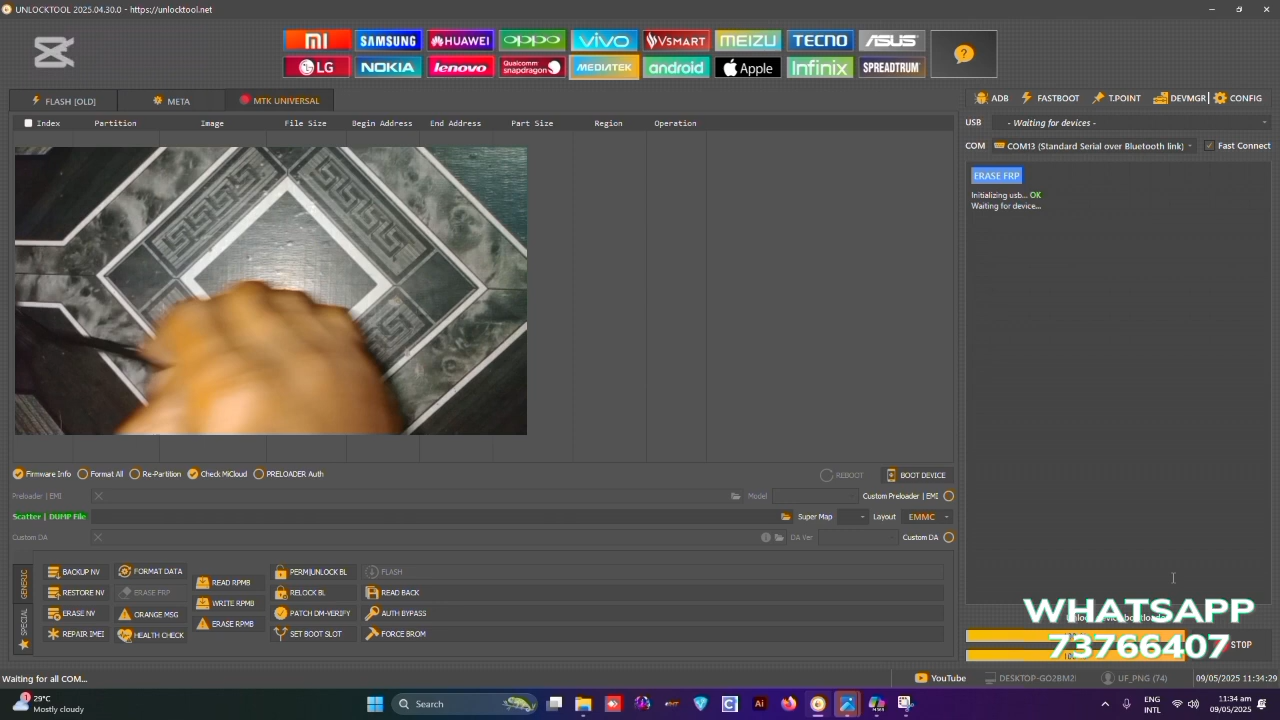 UNLOCKTOOL 2025.04.30.0 - https://unlocktool.net
MI SAMSUNG HUAWEI OPPO VIVO VSMART MEIZU TECNO ASUS
LG NOKIA lenovo Qualcomm snapdragon MEDIATEK android Apple Infinix SPREADTRUM
FLASH [OLD] META MTK UNIVERSAL
ADB FASTBOOT T.POINT DEVMGR CONFIG
Index Partition Image File Size Begin Address End Address Part Size Region Operation
USB - Waiting for devices -
COM COM13 (Standard Serial over Bluetooth link) Fast Connect
ERASE FRP
Initializing usb... OK
Waiting for device...
Firmware Info Format All Re-Partition Check MiCloud PRELOADER Auth REBOOT BOOT DEVICE
Preloader | EMI Model Custom Preloader | EMI
Scatter | DUMP File Super Map Layout EMMC
Custom DA DA Ver Custom DA
GENERIC
SPECIAL
BACKUP NV FORMAT DATA READ RPMB PERM|UNLOCK BL FLASH
RESTORE NV ERASE FRP WRITE RPMB RELOCK BL READ BACK
ERASE NV ORANGE MSG ERASE RPMB PATCH DM-VERIFY AUTH BYPASS
REPAIR IMEI HEALTH CHECK SET BOOT SLOT FORCE BROM
WHATSAPP
73766407
STOP
Waiting for all COM...
YouTube DESKTOP-GO2BM2I UF_PNG (74) 09/05/2025 11:34:29
29°C
Mostly cloudy
Search
ENG
INTL
11:34 am
09/05/2025